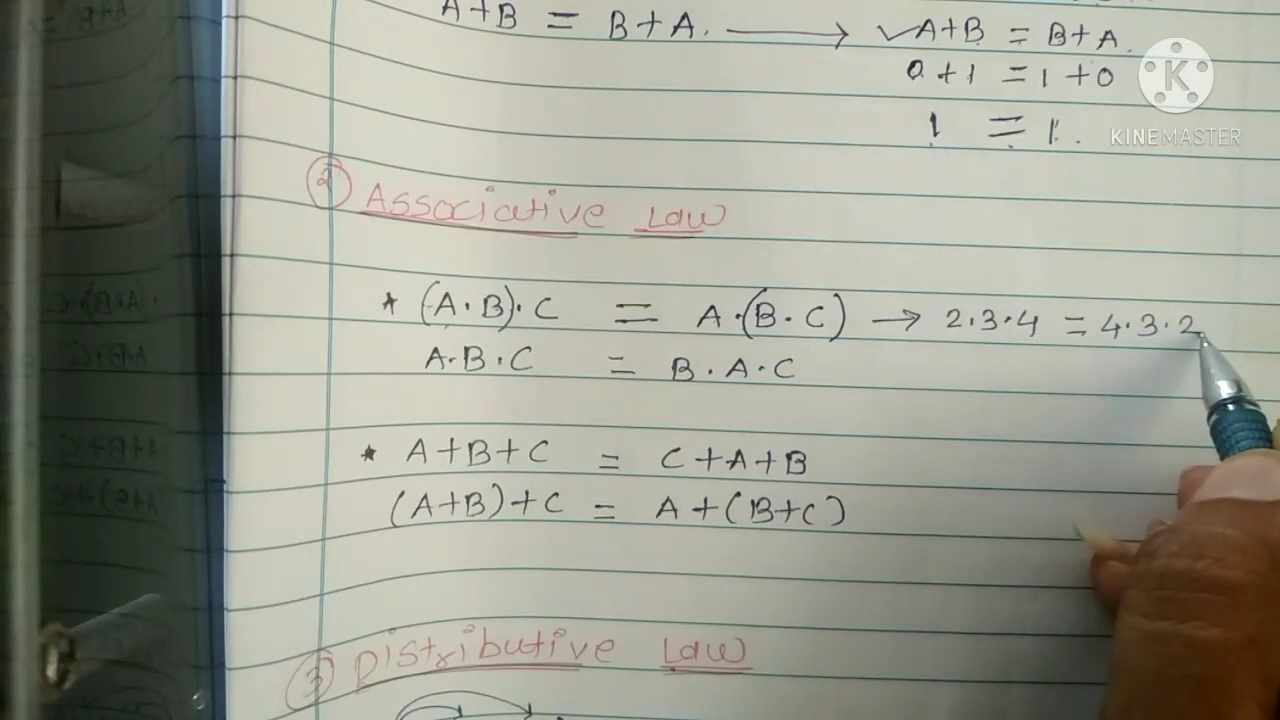 A+B = B+A. ⟶ ✓A+B = B+A.
0+1 = 1+0
1 = 1.
KINEMASTER
② Associative Law
* (A·B)·C = A·(B·C) → 2·3·4 = 4·3·2
A·B·C = B·A·C
* A+B+C = C+A+B
(A+B)+C = A+(B+C)
③ Distributive Law